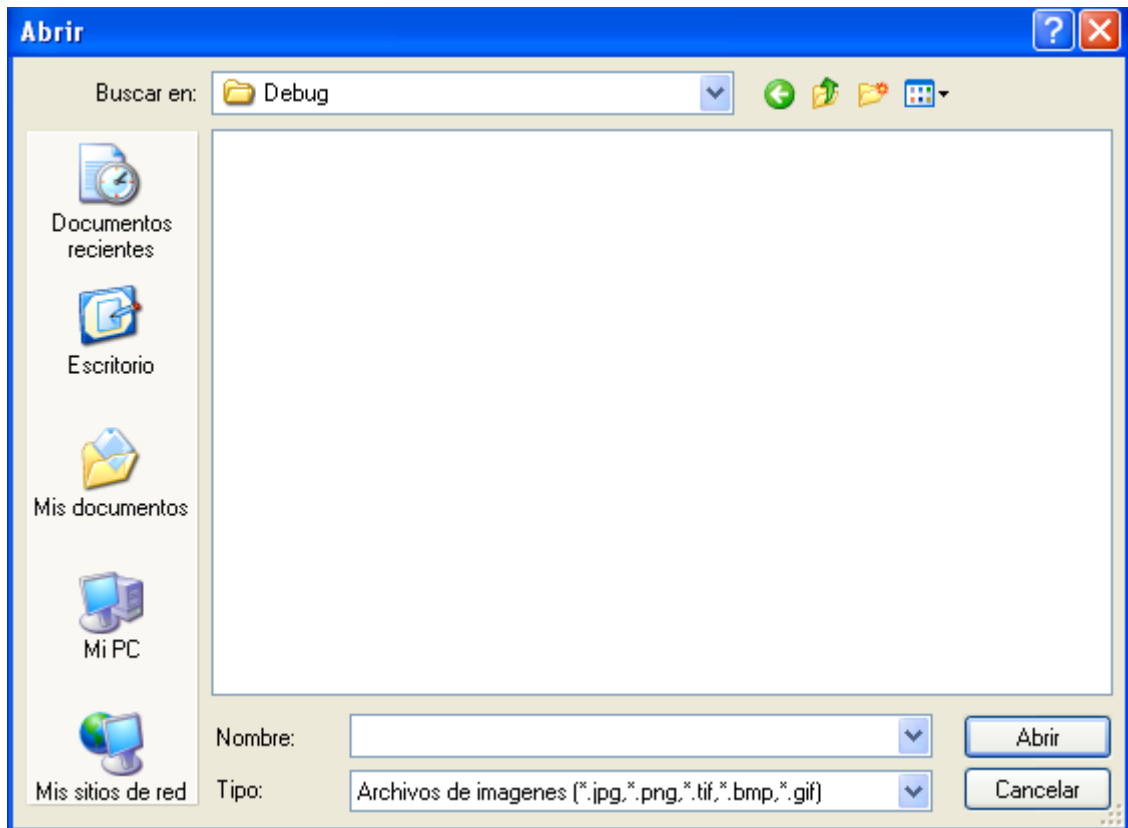 Abrir
Buscar en:
Debug
Documentos
recientes
Escritorio
Mis documentos
Mi PC
Mis sitios de red
Nombre:
Abrir
Tipo:
Archivos de imagenes (*.jpg,*.png,*.tif,*.bmp,*.gif)
Cancelar